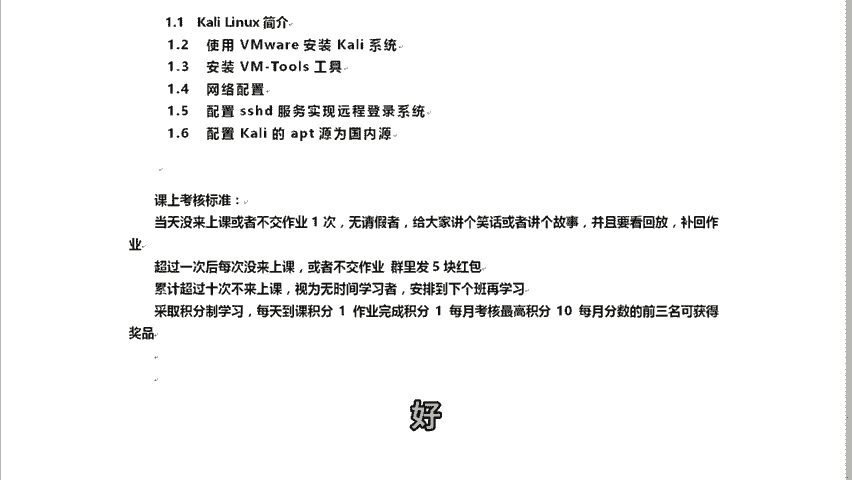 1.1 Kali Linux 简介
1.2 使用 VMware 安装 Kali 系统
1.3 安装 VM-Tools 工具
1.4 网络配置
1.5 配置 sshd 服务实现远程登录系统
1.6 配置 Kali 的 apt 源为国内源
课上考核标准：
当天没来上课或者不交作业 1 次，无请假者，给大家讲个笑话或者讲个故事，并且要看回放，补回作
业
超过一次后每次没来上课，或者不交作业 群里发 5 块红包
累计超过十次不来上课，视为无时间学习者，安排到下个班再学习
采取积分制学习，每天到课积分 1 作业完成积分 1 每月考核最高积分 10 每月分数的前三名可获得
奖品
好